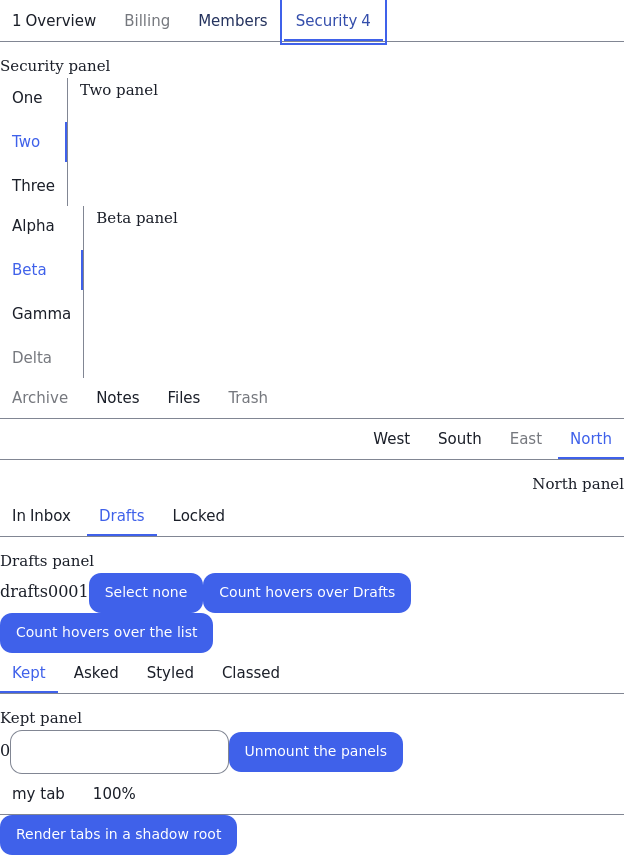 1 Overview Billing Members Security 4
Security panel
One
Two panel
Two
Three
Alpha
Beta panel
Beta
Gamma
Delta
Archive Notes Files Trash
West South East North
North panel
In Inbox Drafts Locked
Drafts panel
drafts0001 Select none Count hovers over Drafts
Count hovers over the list
Kept Asked Styled Classed
Kept panel
0 Unmount the panels
my tab 100%
Render tabs in a shadow root